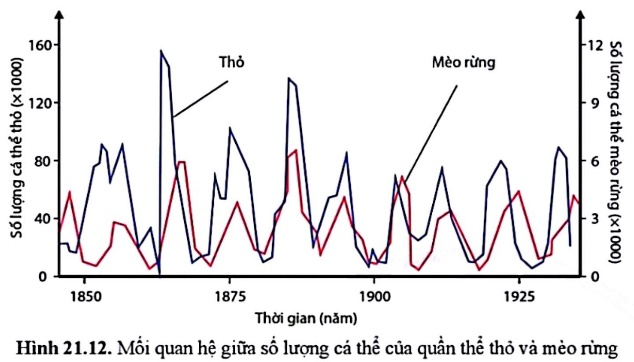 Số lượng cá thể thỏ (×1000)
160
120
80
40
0
Thỏ
Mèo rừng
12
9
6
3
0
Số lượng cá thể mèo rừng (×1000)
1850
1875
1900
1925
Thời gian (năm)
Hình 21.12. Mối quan hệ giữa số lượng cá thể của quần thể thỏ và mèo rừng